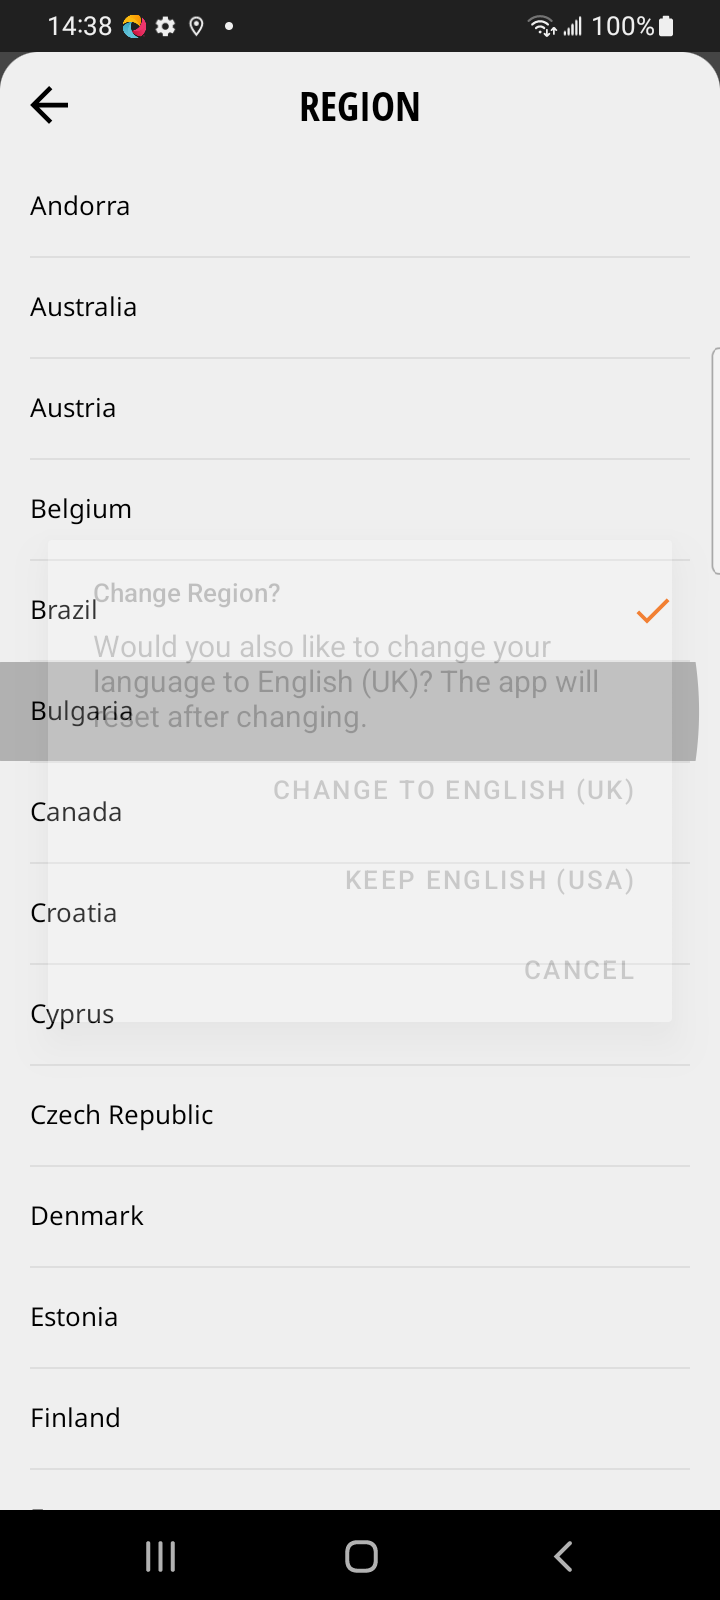 14:38
100%
REGION
Andorra
Australia
Austria
Belgium
Change Region?
Brazil
Would you also like to change your
language to English (UK)? The app will
Bulgaria
reset after changing.
CHANGE TO ENGLISH (UK)
Canada
KEEP ENGLISH (USA)
Croatia
CANCEL
Cyprus
Czech Republic
Denmark
Estonia
Finland